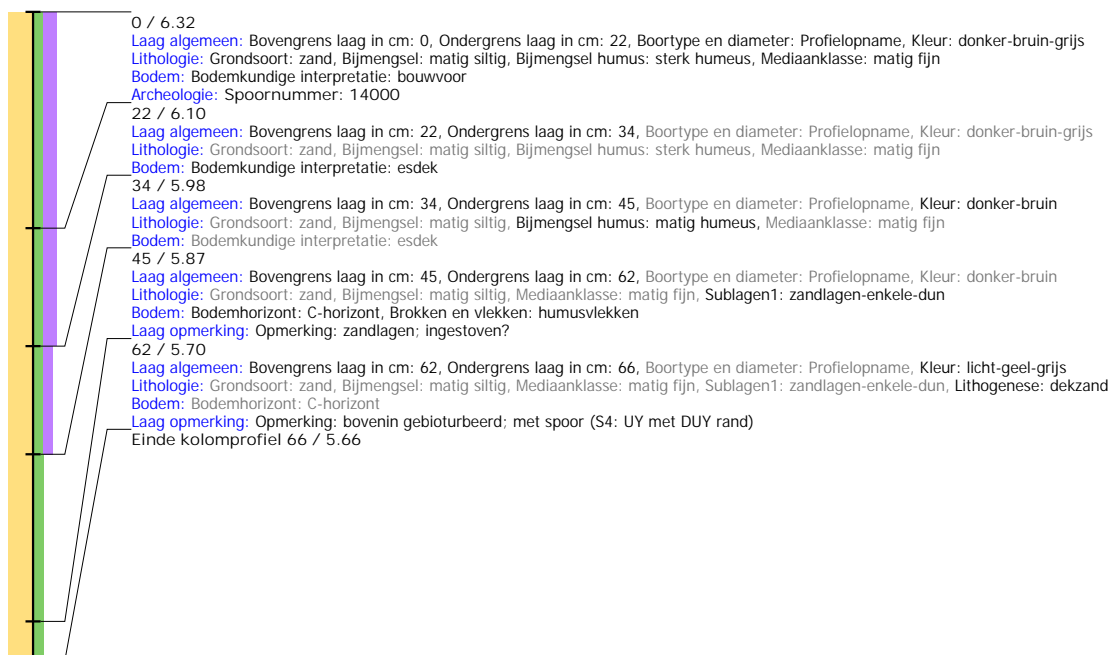 0 / 6.32
Laag algemeen: Bovengrens laag in cm: 0, Ondergrens laag in cm: 22, Boortype en diameter: Profielopname, Kleur: donker-bruin-grijs
Lithologie: Grondsoort: zand, Bijmengsel: matig siltig, Bijmengsel humus: sterk humeus, Mediaanklasse: matig fijn
Bodem: Bodemkundige interpretatie: bouwvoor
Archeologie: Spoornummer: 14000
22 / 6.10
Laag algemeen: Bovengrens laag in cm: 22, Ondergrens laag in cm: 34, Boortype en diameter: Profielopname, Kleur: donker-bruin-grijs
Lithologie: Grondsoort: zand, Bijmengsel: matig siltig, Bijmengsel humus: sterk humeus, Mediaanklasse: matig fijn
Bodem: Bodemkundige interpretatie: esdek
34 / 5.98
Laag algemeen: Bovengrens laag in cm: 34, Ondergrens laag in cm: 45, Boortype en diameter: Profielopname, Kleur: donker-bruin
Lithologie: Grondsoort: zand, Bijmengsel: matig siltig, Bijmengsel humus: matig humeus, Mediaanklasse: matig fijn
Bodem: Bodemkundige interpretatie: esdek
45 / 5.87
Laag algemeen: Bovengrens laag in cm: 45, Ondergrens laag in cm: 62, Boortype en diameter: Profielopname, Kleur: donker-bruin
Lithologie: Grondsoort: zand, Bijmengsel: matig siltig, Mediaanklasse: matig fijn, Sublagen1: zandlagen-enkele-dun
Bodem: Bodemhorizont: C-horizont, Brokken en vlekken: humusvlekken
Laag opmerking: Opmerking: zandlagen; ingestoven?
62 / 5.70
Laag algemeen: Bovengrens laag in cm: 62, Ondergrens laag in cm: 66, Boortype en diameter: Profielopname, Kleur: licht-geel-grijs
Lithologie: Grondsoort: zand, Bijmengsel: matig siltig, Mediaanklasse: matig fijn, Sublagen1: zandlagen-enkele-dun, Lithogenese: dekzand
Bodem: Bodemhorizont: C-horizont
Laag opmerking: Opmerking: bovenin gebioturbeerd; met spoor (S4: UY met DUY rand)
Einde kolomprofiel 66 / 5.66